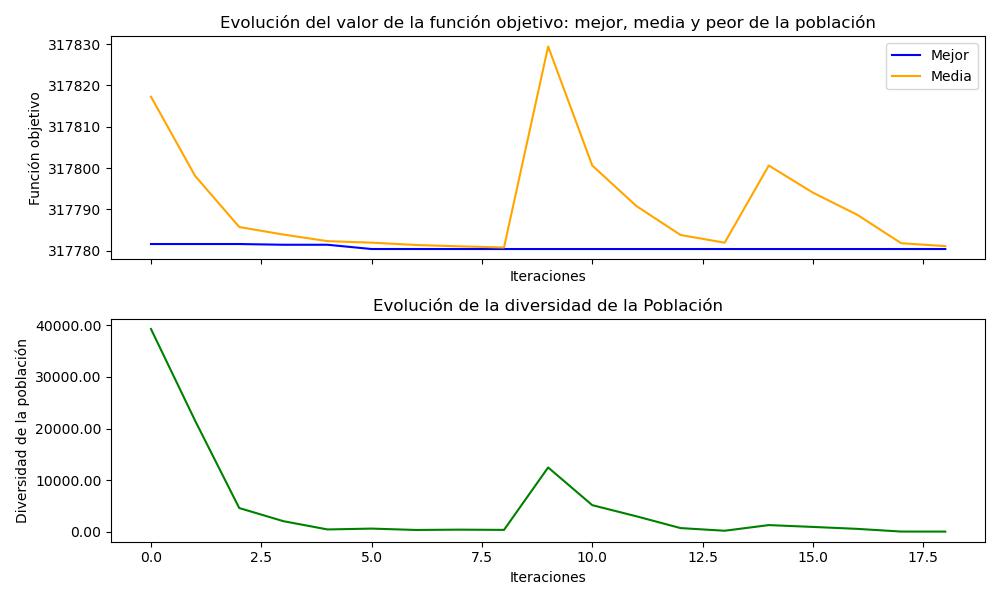 Evolución del valor de la función objetivo: mejor, media y peor de la población
317830
317820
317810
317800
317790
317780
Función objetivo
Mejor
Media
Iteraciones
Evolución de la diversidad de la Población
40000.00
30000.00
20000.00
10000.00
0.00
Diversidad de la población
0.0 2.5 5.0 7.5 10.0 12.5 15.0 17.5
Iteraciones